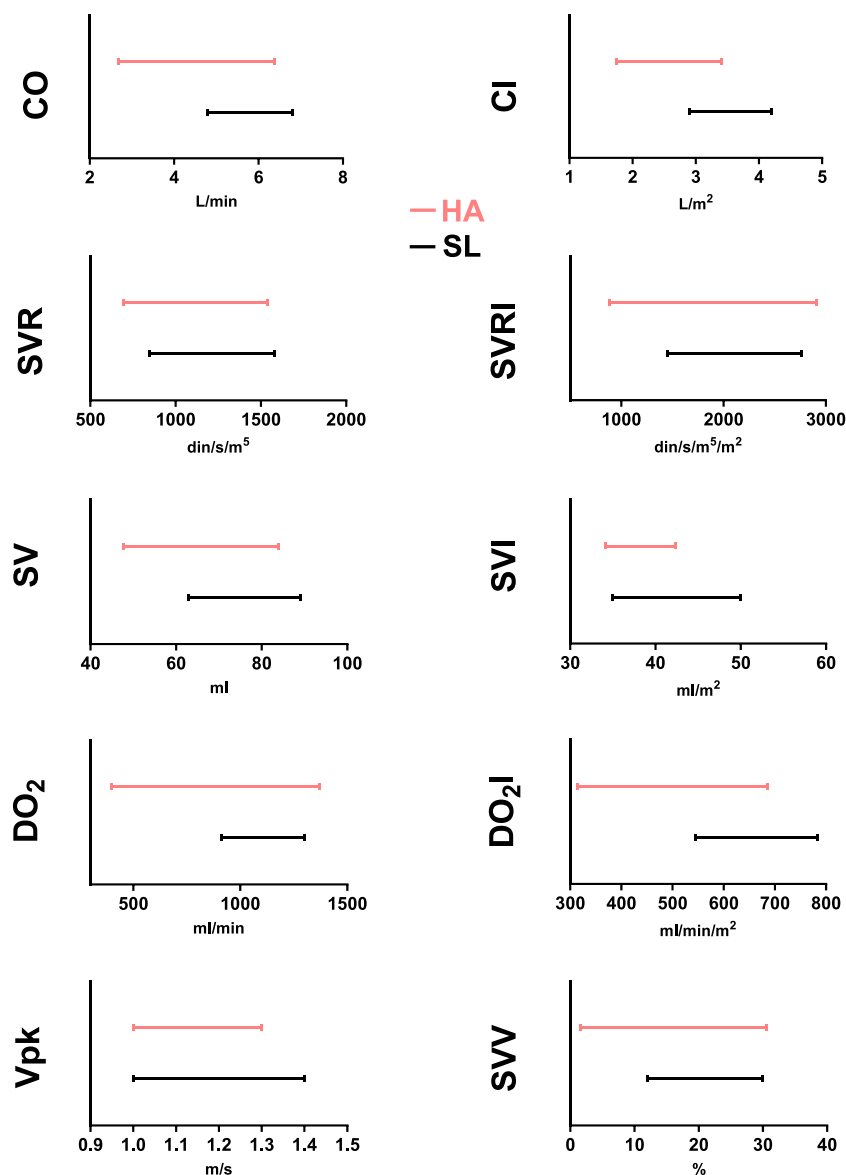 CO
2 4 6 8
L/min
CI
1 2 3 4 5
L/m²
HA
SL
SVR
500 1000 1500 2000
din/s/m⁵
SVRI
1000 2000 3000
din/s/m⁵/m²
SV
40 60 80 100
ml
SVI
30 40 50 60
ml/m²
DO₂
500 1000 1500
ml/min
DO₂I
300 400 500 600 700 800
ml/min/m²
Vpk
0.9 1.0 1.1 1.2 1.3 1.4 1.5
m/s
SVV
0 10 20 30 40
%